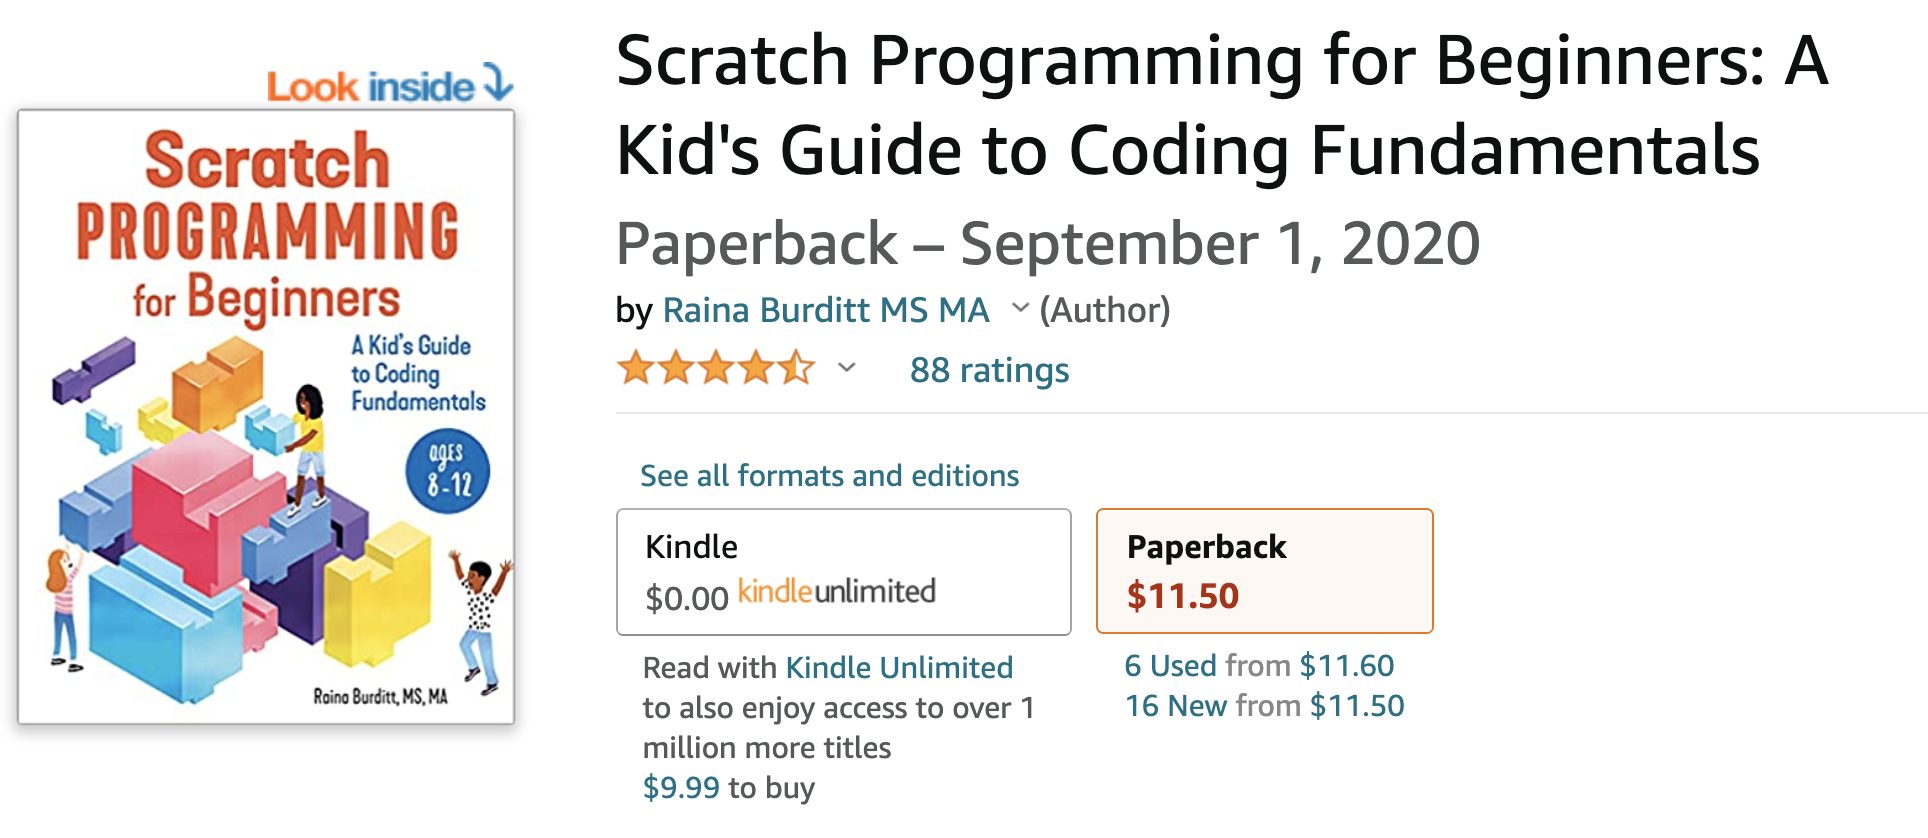 Look inside
Scratch
PROGRAMMING
for Beginners
A Kid's Guide
to Coding
Fundamentals
AGES
8-12
Raina Burditt, MS, MA
Scratch Programming for Beginners: A
Kid's Guide to Coding Fundamentals
Paperback – September 1, 2020
by Raina Burditt MS MA (Author)
88 ratings
See all formats and editions
Kindle
$0.00 kindleunlimited
Read with Kindle Unlimited
to also enjoy access to over 1
million more titles
$9.99 to buy
Paperback
$11.50
6 Used from $11.60
16 New from $11.50